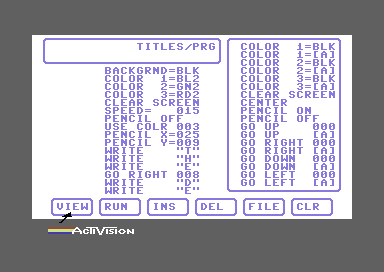 TITLES/PRG
BACKGRND=BLK
COLOR  1=BL2
COLOR  2=GN2
COLOR  3=RD2
CLEAR SCREEN
SPEED=   015
PENCIL OFF
USE COLR 003
PENCIL X=025
PENCIL Y=009
WRITE    "T"
WRITE    "H"
WRITE    "E"
GO RIGHT 008
WRITE    "D"
WRITE    "E"
COLOR  1=BLK
COLOR  1=[A]
COLOR  2=BLK
COLOR  2=[A]
COLOR  3=BLK
COLOR  3=[A]
CLEAR SCREEN
CENTER
PENCIL ON
PENCIL OFF
GO UP    000
GO UP    [A]
GO RIGHT 000
GO RIGHT [A]
GO DOWN  000
GO DOWN  [A]
GO LEFT  000
GO LEFT  [A]
VIEW RUN INS DEL FILE CLR
ACTIVISION